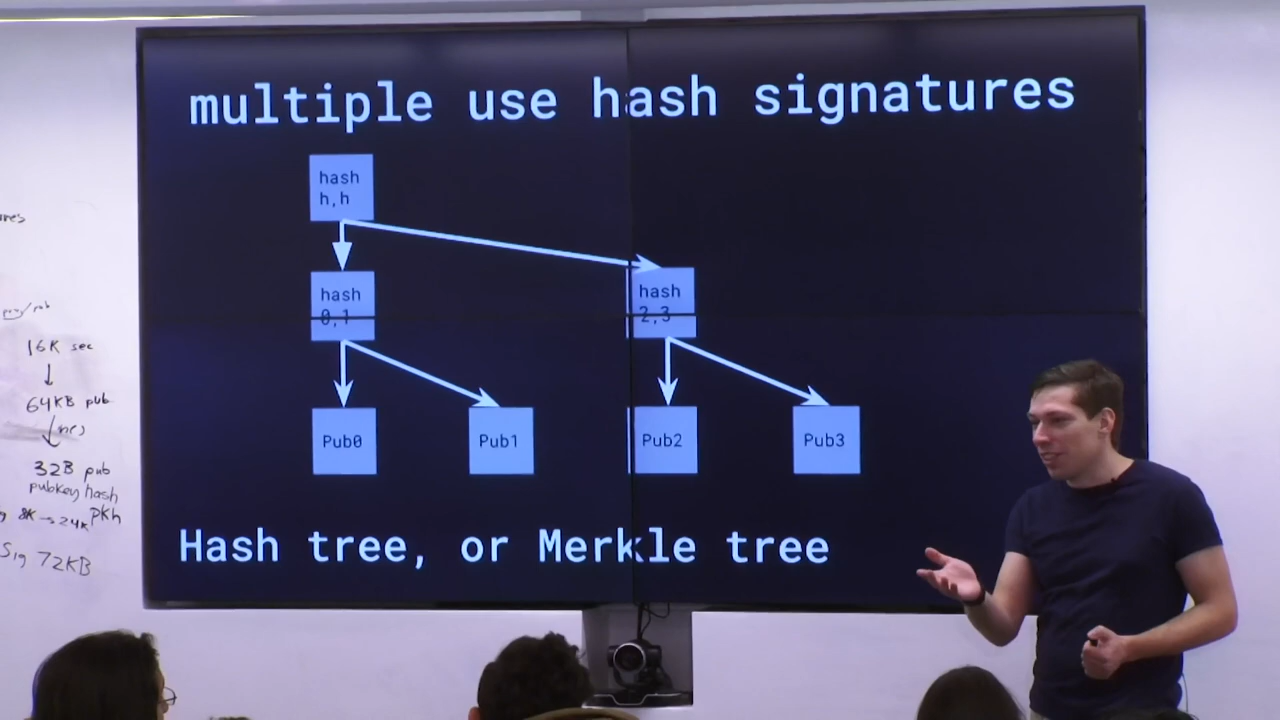 multiple use hash signatures
hash
h,h
hash
0,1
hash
2,3
Pub0
Pub1
Pub2
Pub3
Hash tree, or Merkle tree
16K sec
64KB pub
32B pub
pubkey hash
8K → 24K PKh
Sig 72KB